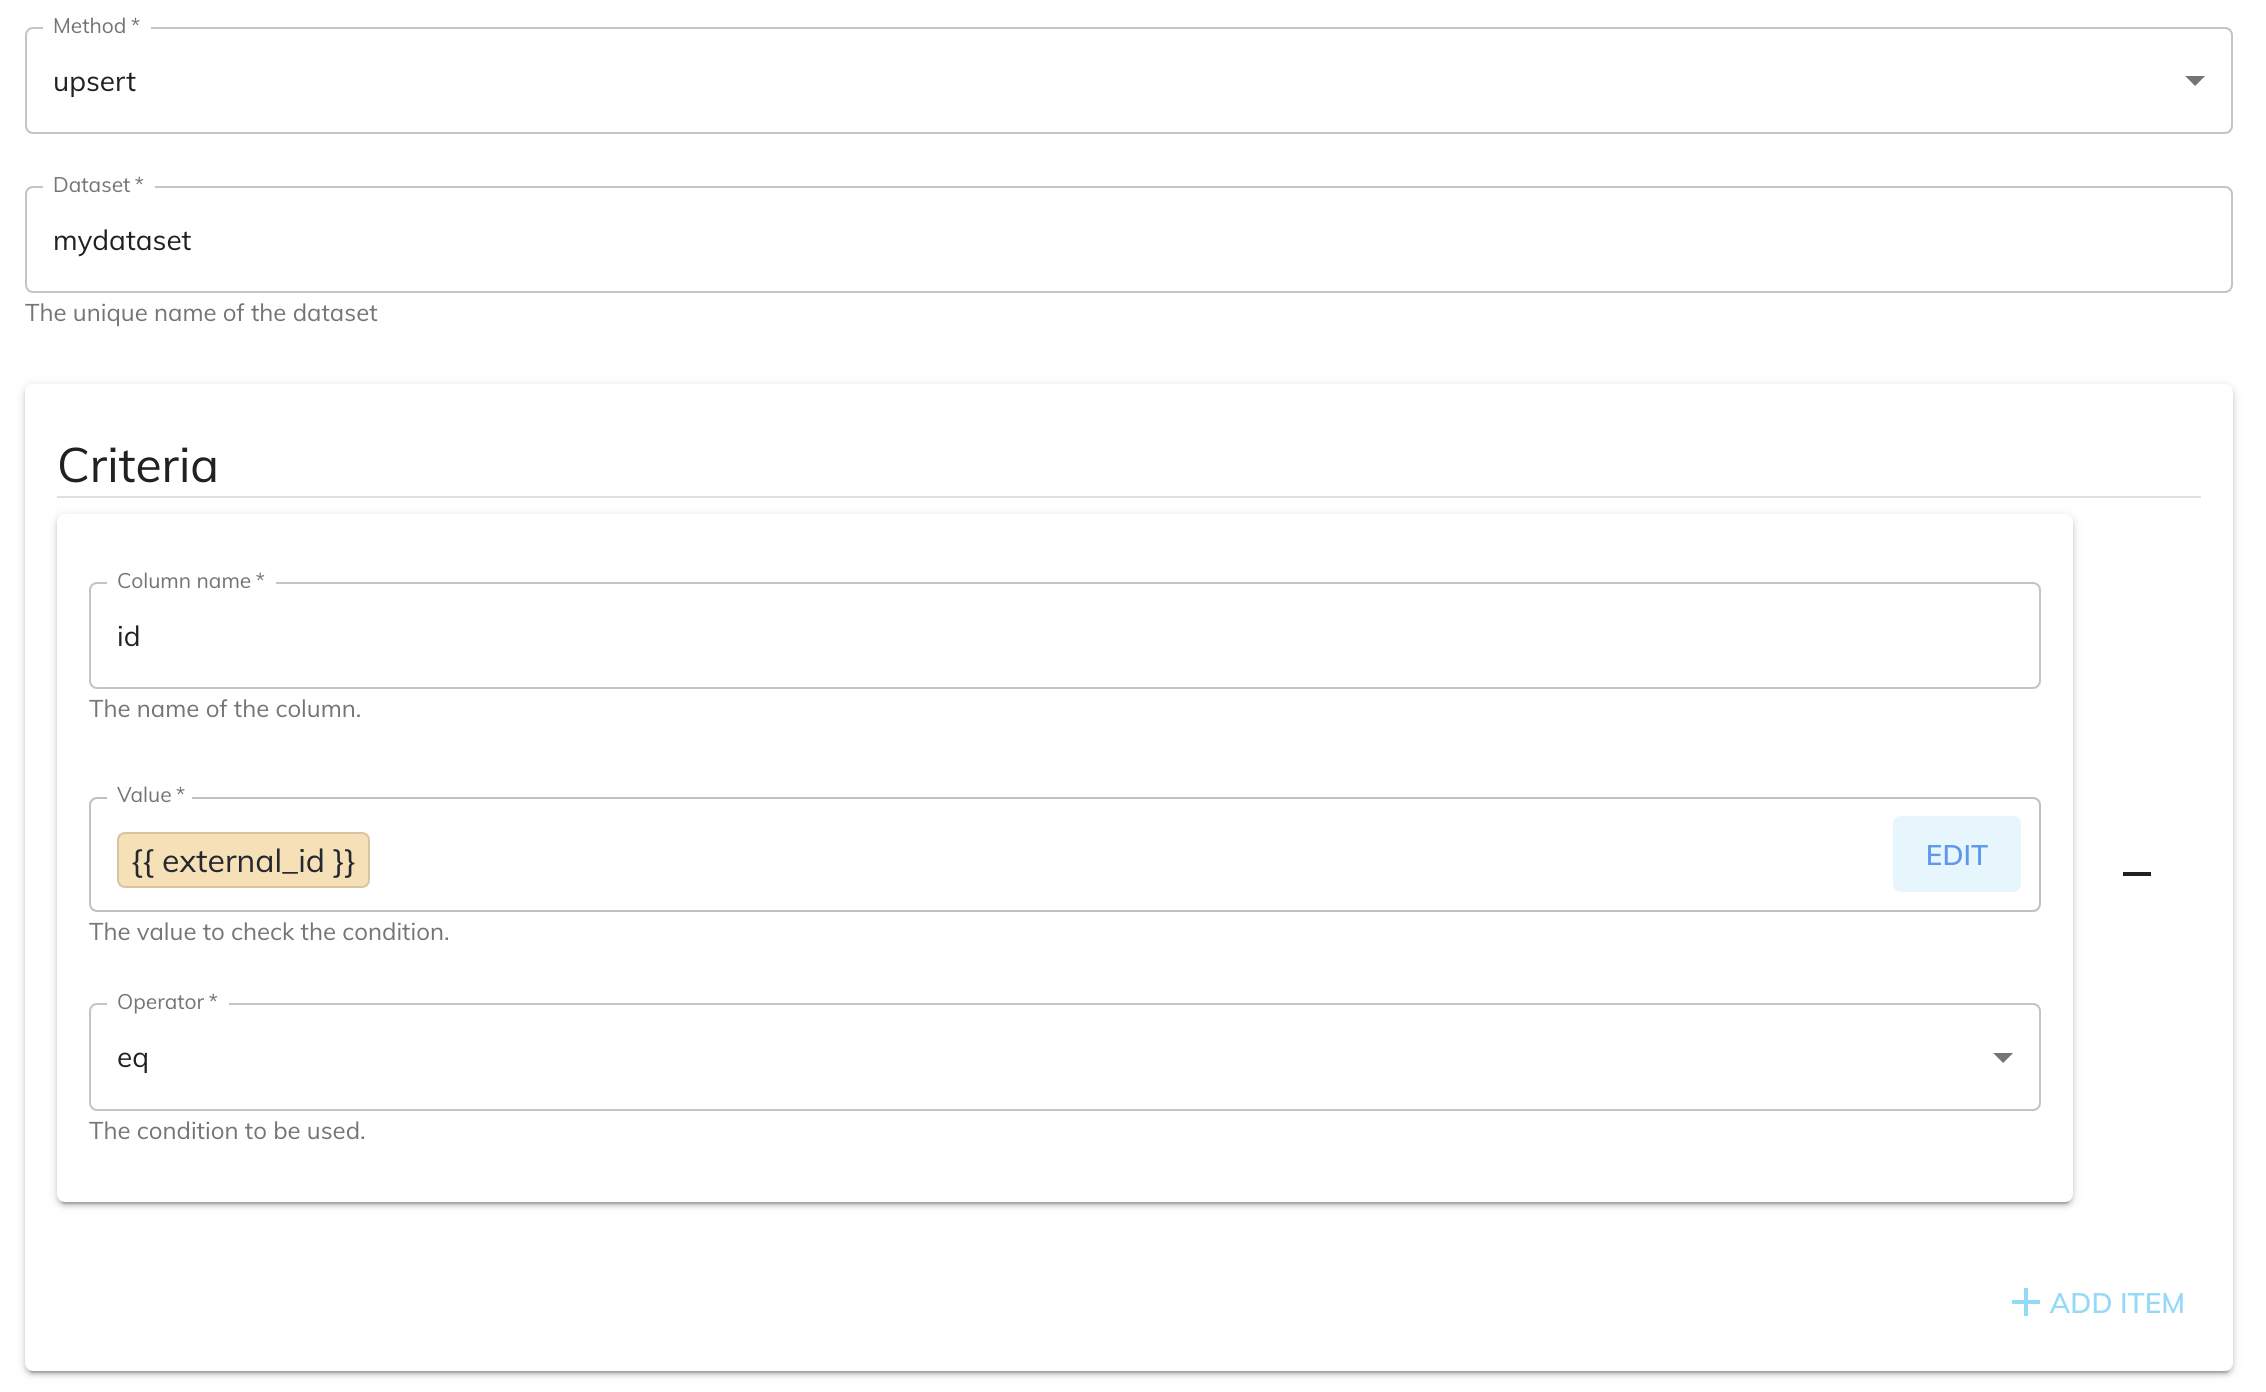 Method *
upsert
Dataset *
mydataset
The unique name of the dataset
Criteria
Column name *
id
The name of the column.
Value *
{{ external_id }}
EDIT
The value to check the condition.
Operator *
eq
The condition to be used.
ADD ITEM